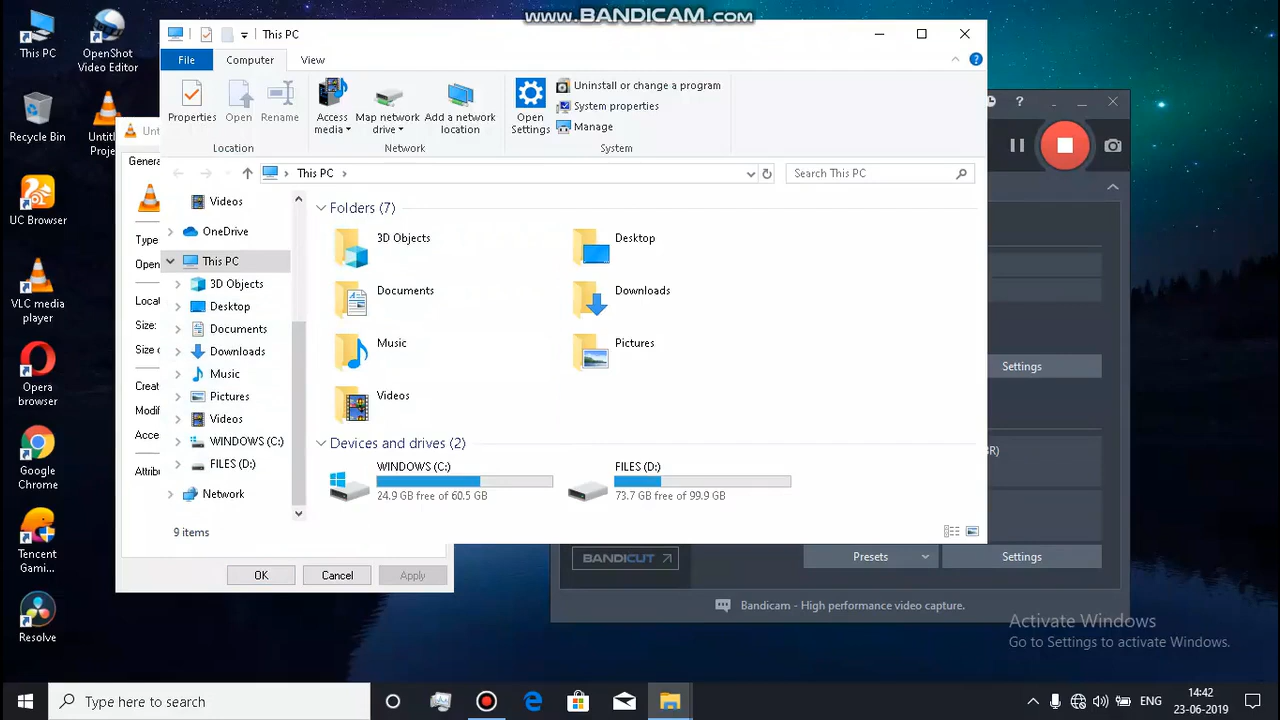 www.BANDICAM.com
This PC
OpenShot
Video Editor
Recycle Bin
Untitl
Proje
UC Browser
VLC media
player
Opera
browser
Google
Chrome
Tencent
Gami...
Resolve
This PC
File
Computer
View
Properties
Open
Rename
Location
Access
media
Map network
drive
Add a network
location
Network
Open
Settings
Uninstall or change a program
System properties
Manage
System
This PC
Search This PC
Videos
OneDrive
This PC
3D Objects
Desktop
Documents
Downloads
Music
Pictures
Videos
WINDOWS (C:)
FILES (D:)
Network
Folders (7)
3D Objects
Desktop
Documents
Downloads
Music
Pictures
Videos
Devices and drives (2)
WINDOWS (C:)
24.9 GB free of 60.5 GB
FILES (D:)
73.7 GB free of 99.9 GB
9 items
Unt
Genera
Type
Open
Locat
Size:
Size o
Creat
Modif
Acce
Attrib
OK
Cancel
Apply
Settings
R)
BANDICUT
Presets
Settings
Bandicam - High performance video capture.
Activate Windows
Go to Settings to activate Windows.
Type here to search
ENG
14:42
23-06-2019